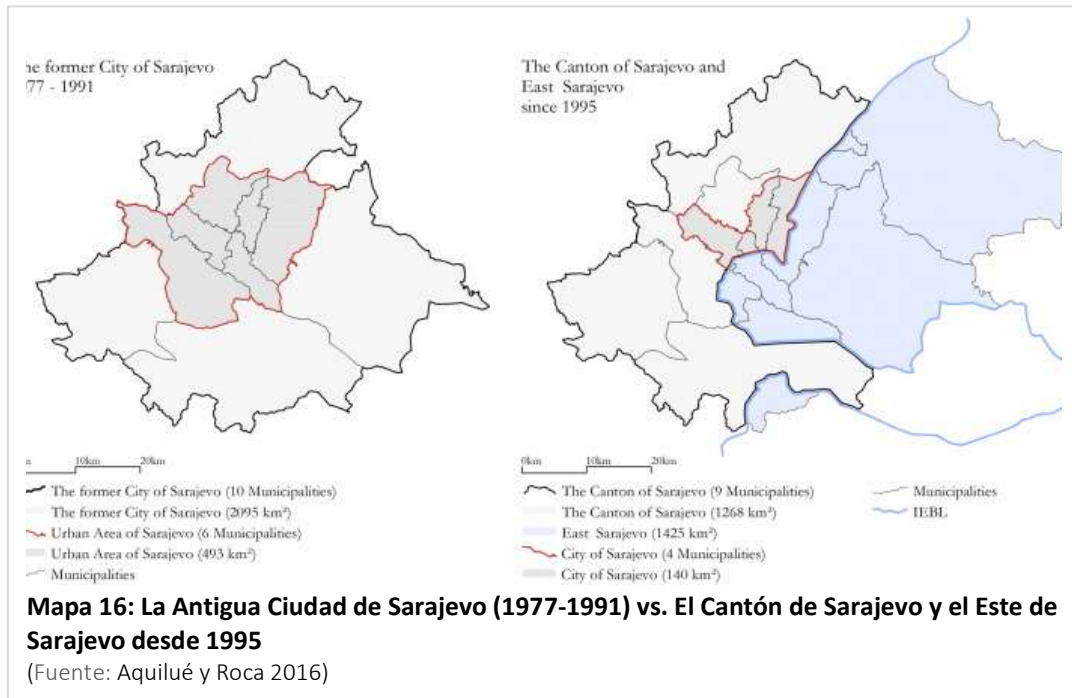 he former City of Sarajevo
77 - 1991
The Canton of Sarajevo and
East Sarajevo
since 1995
10km 20km
The former City of Sarajevo (10 Municipalities)
The former City of Sarajevo (2095 km²)
Urban Area of Sarajevo (6 Municipalities)
Urban Area of Sarajevo (493 km²)
Municipalities
0km 10km 20km
The Canton of Sarajevo (9 Municipalities)
The Canton of Sarajevo (1268 km²)
East Sarajevo (1425 km²)
City of Sarajevo (4 Municipalities)
City of Sarajevo (140 km²)
Municipalities
IEBL
Mapa 16: La Antigua Ciudad de Sarajevo (1977-1991) vs. El Cantón de Sarajevo y el Este de
Sarajevo desde 1995
(Fuente: Aquilué y Roca 2016)